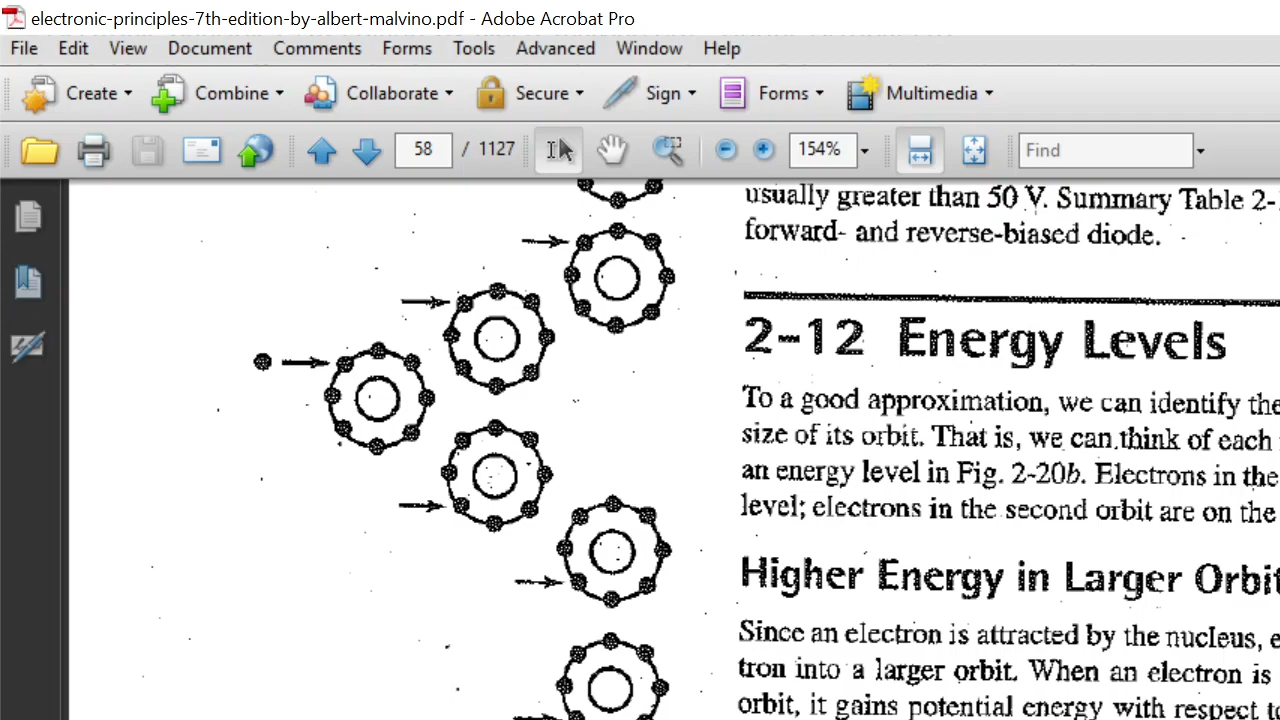 electronic-principles-7th-edition-by-albert-malvino.pdf - Adobe Acrobat Pro
File Edit View Document Comments Forms Tools Advanced Window Help
Create Combine Collaborate Secure Sign Forms Multimedia
58 / 1127 154% Find
usually greater than 50 V. Summary Table 2-
forward- and reverse-biased diode.
2-12 Energy Levels
To a good approximation, we can identify the
size of its orbit. That is, we can think of each
an energy level in Fig. 2-20b. Electrons in the
level; electrons in the second orbit are on the
Higher Energy in Larger Orbit
Since an electron is attracted by the nucleus, e
tron into a larger orbit. When an electron is
orbit, it gains potential energy with respect to